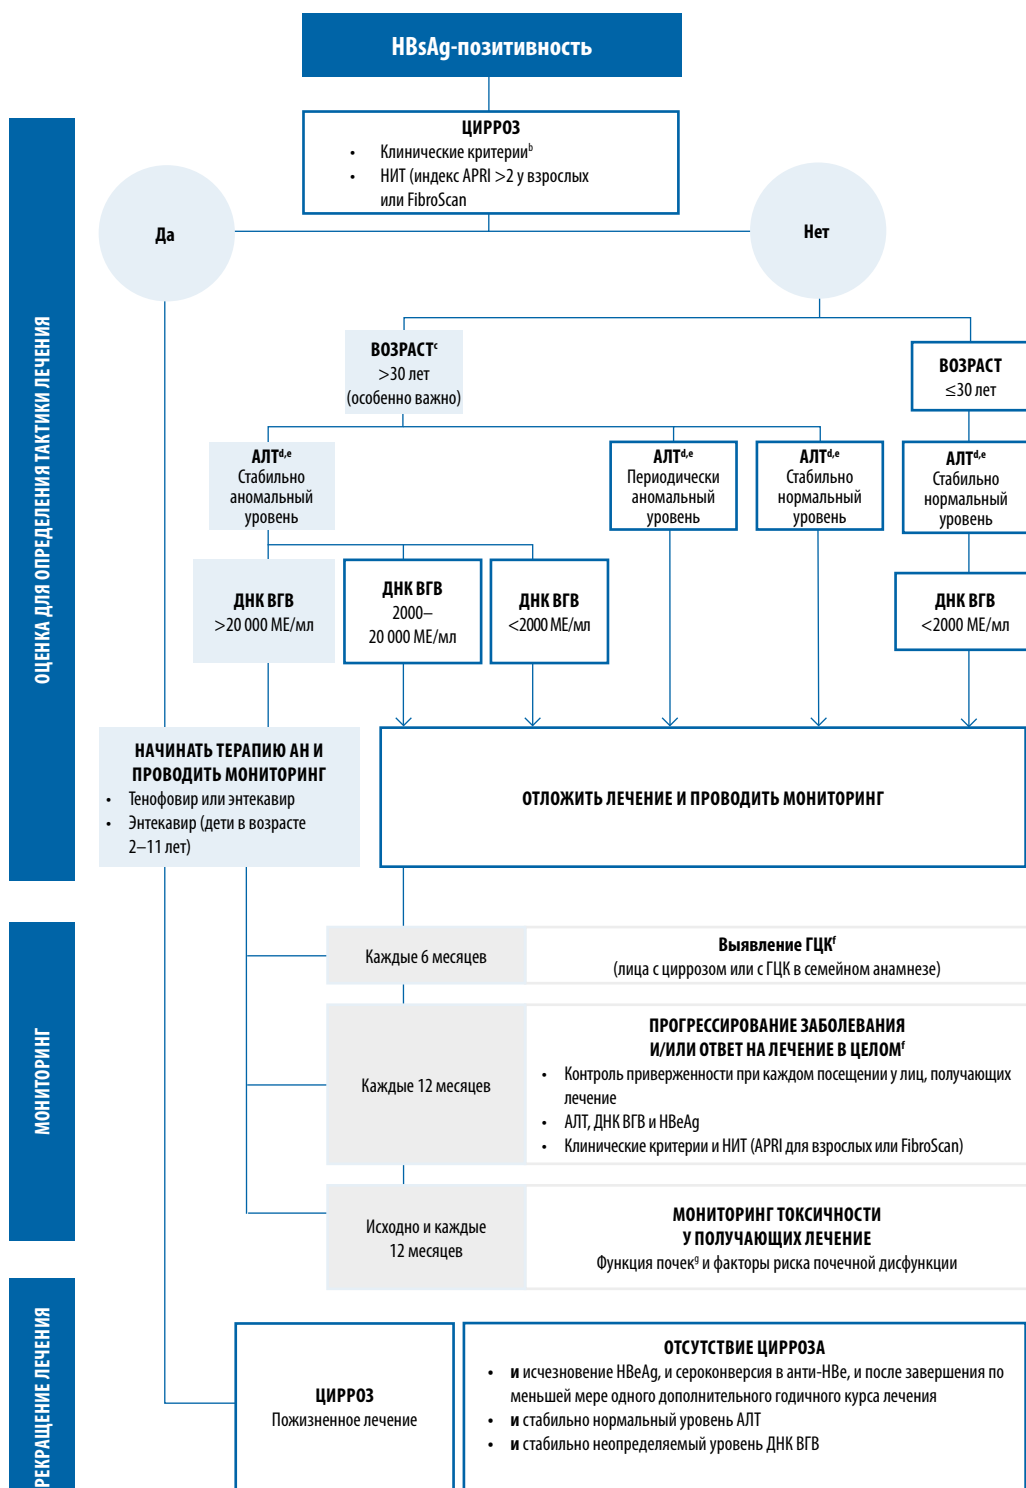 HBsAg-позитивность
ЦИРРОЗ
• Клинические критерииᵇ
• НИТ (индекс APRI >2 у взрослых
или FibroScan
Да
Нет
ОЦЕНКА ДЛЯ ОПРЕДЕЛЕНИЯ ТАКТИКИ ЛЕЧЕНИЯ
ВОЗРАСТᶜ
>30 лет
(особенно важно)
ВОЗРАСТ
≤30 лет
АЛТᵈ,ᵉ
Стабильно
аномальный
уровень
АЛТᵈ,ᵉ
Периодически
аномальный
уровень
АЛТᵈ,ᵉ
Стабильно
нормальный
уровень
АЛТᵈ,ᵉ
Стабильно
нормальный
уровень
ДНК ВГВ
>20 000 МЕ/мл
ДНК ВГВ
2000–
20 000 МЕ/мл
ДНК ВГВ
<2000 МЕ/мл
ДНК ВГВ
<2000 МЕ/мл
НАЧИНАТЬ ТЕРАПИЮ АН И
ПРОВОДИТЬ МОНИТОРИНГ
• Тенофовир или энтекавир
• Энтекавир (дети в возрасте
2–11 лет)
ОТЛОЖИТЬ ЛЕЧЕНИЕ И ПРОВОДИТЬ МОНИТОРИНГ
МОНИТОРИНГ
Каждые 6 месяцев
Выявление ГЦКᶠ
(лица с циррозом или с ГЦК в семейном анамнезе)
Каждые 12 месяцев
ПРОГРЕССИРОВАНИЕ ЗАБОЛЕВАНИЯ
И/ИЛИ ОТВЕТ НА ЛЕЧЕНИЕ В ЦЕЛОМᶠ
• Контроль приверженности при каждом посещении у лиц, получающих
лечение
• АЛТ, ДНК ВГВ и HBeAg
• Клинические критерии и НИТ (APRI для взрослых или FibroScan)
Исходно и каждые
12 месяцев
МОНИТОРИНГ ТОКСИЧНОСТИ
У ПОЛУЧАЮЩИХ ЛЕЧЕНИЕ
Функция почекᵍ и факторы риска почечной дисфункции
РЕКРАЩЕНИЕ ЛЕЧЕНИЯ
ЦИРРОЗ
Пожизненное лечение
ОТСУТСТВИЕ ЦИРРОЗА
• и исчезновение HBeAg, и сероконверсия в анти-HBe, и после завершения по
меньшей мере одного дополнительного годичного курса лечения
• и стабильно нормальный уровень АЛТ
• и стабильно неопределяемый уровень ДНК ВГВ